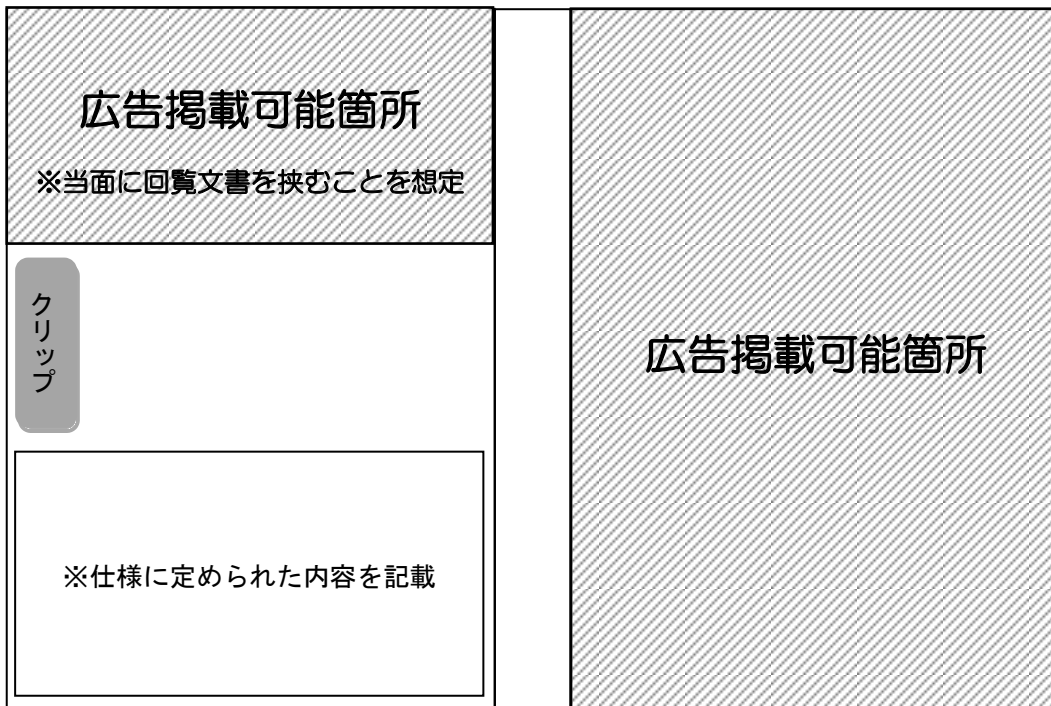 広告掲載可能箇所
※当面に回覧文書を挟むことを想定
クリップ
※仕様に定められた内容を記載
広告掲載可能箇所